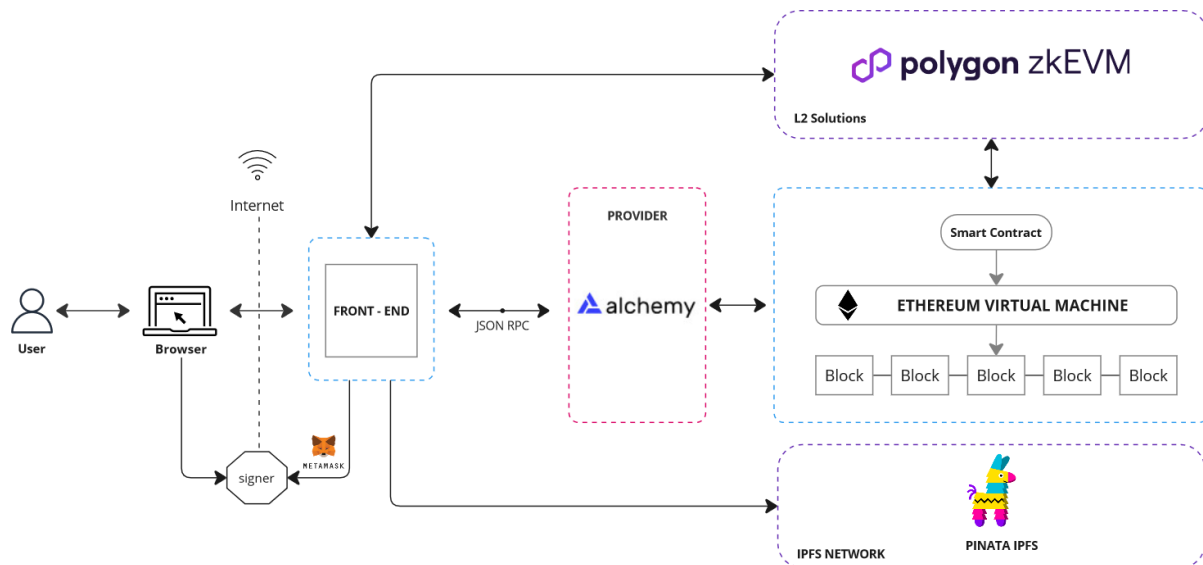 polygon zkEVM
L2 Solutions
Internet
PROVIDER
Smart Contract
FRONT - END
alchemy
ETHEREUM VIRTUAL MACHINE
JSON RPC
User
Browser
Block
Block
Block
Block
Block
METAMASK
signer
PINATA IPFS
IPFS NETWORK